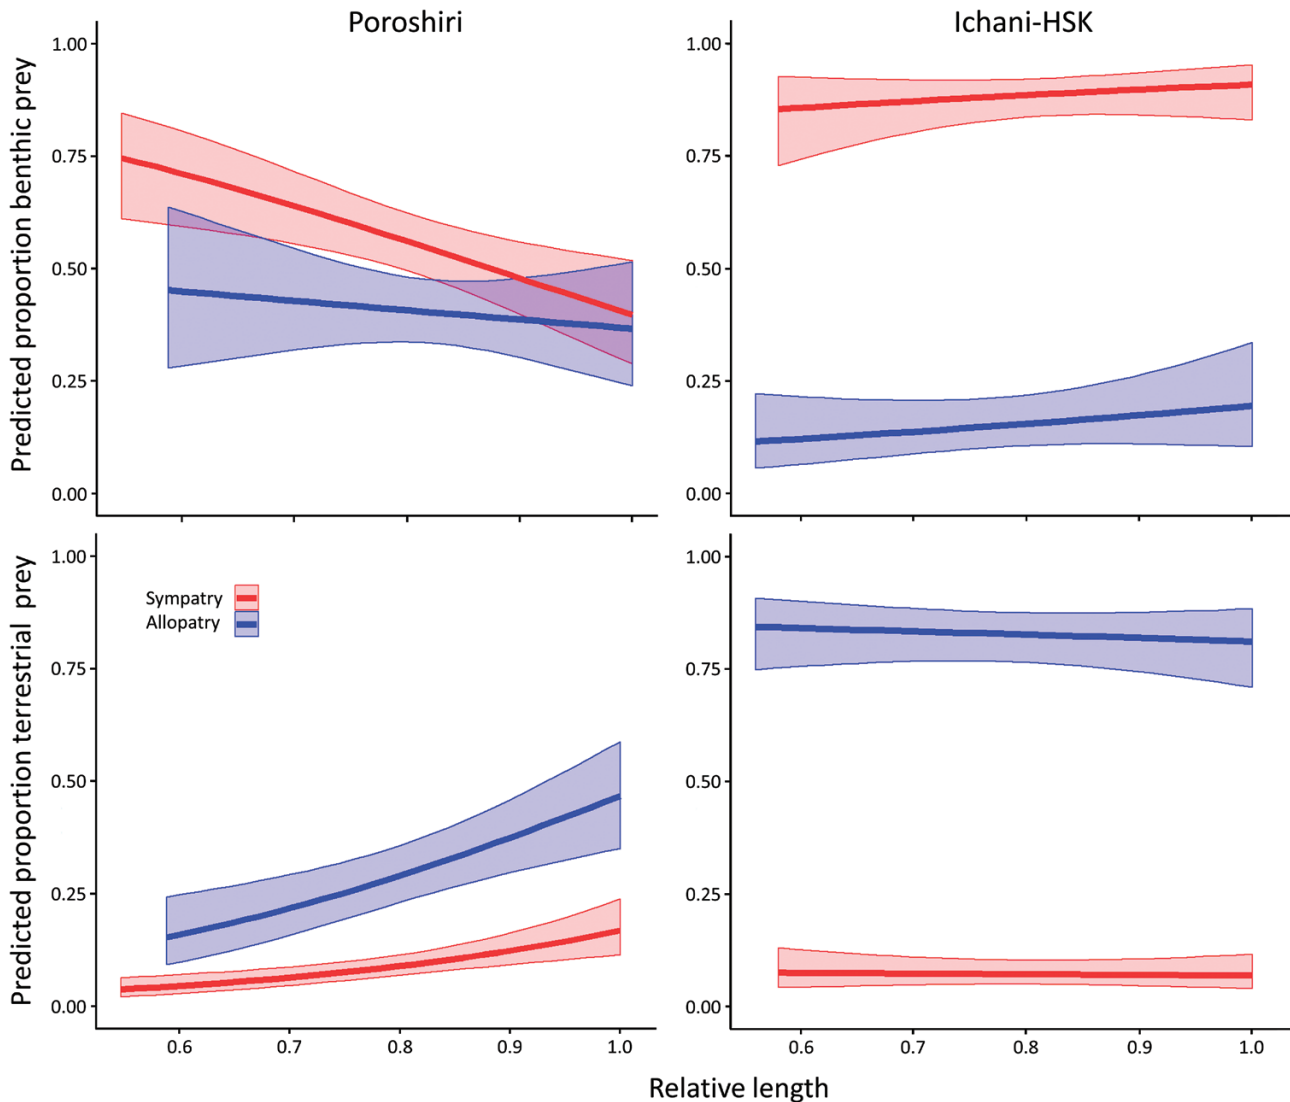 Poroshiri
Ichani-HSK
Predicted proportion benthic prey
1.00
0.75
0.50
0.25
0.00
1.00
0.75
0.50
0.25
0.00
Predicted proportion terrestrial prey
1.00
0.75
0.50
0.25
0.00
Sympatry
Allopatry
1.00
0.75
0.50
0.25
0.00
0.6 0.7 0.8 0.9 1.0
0.6 0.7 0.8 0.9 1.0
Relative length